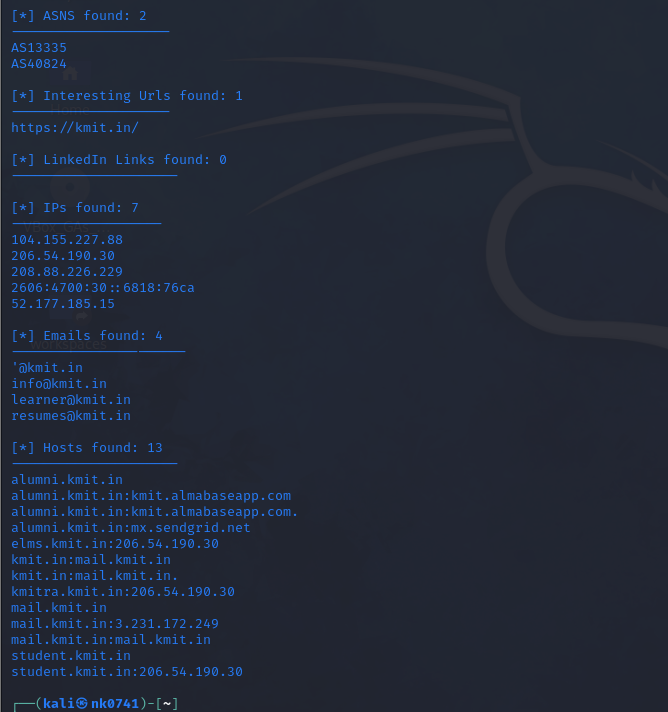 [*] ASNS found: 2
--------------------
AS13335
AS40824
[*] Interesting Urls found: 1
--------------------
https://kmit.in/
[*] LinkedIn Links found: 0
---------------------
[*] IPs found: 7
-------------------
104.155.227.88
206.54.190.30
208.88.226.229
2606:4700:30::6818:76ca
52.177.185.15
[*] Emails found: 4
----------------------
'@kmit.in
info@kmit.in
learner@kmit.in
resumes@kmit.in
[*] Hosts found: 13
---------------------
alumni.kmit.in
alumni.kmit.in:kmit.almabaseapp.com
alumni.kmit.in:kmit.almabaseapp.com.
alumni.kmit.in:mx.sendgrid.net
elms.kmit.in:206.54.190.30
kmit.in:mail.kmit.in
kmit.in:mail.kmit.in.
kmitra.kmit.in:206.54.190.30
mail.kmit.in
mail.kmit.in:3.231.172.249
mail.kmit.in:mail.kmit.in
student.kmit.in
student.kmit.in:206.54.190.30
┌──(kali㉿nk0741)-[~]